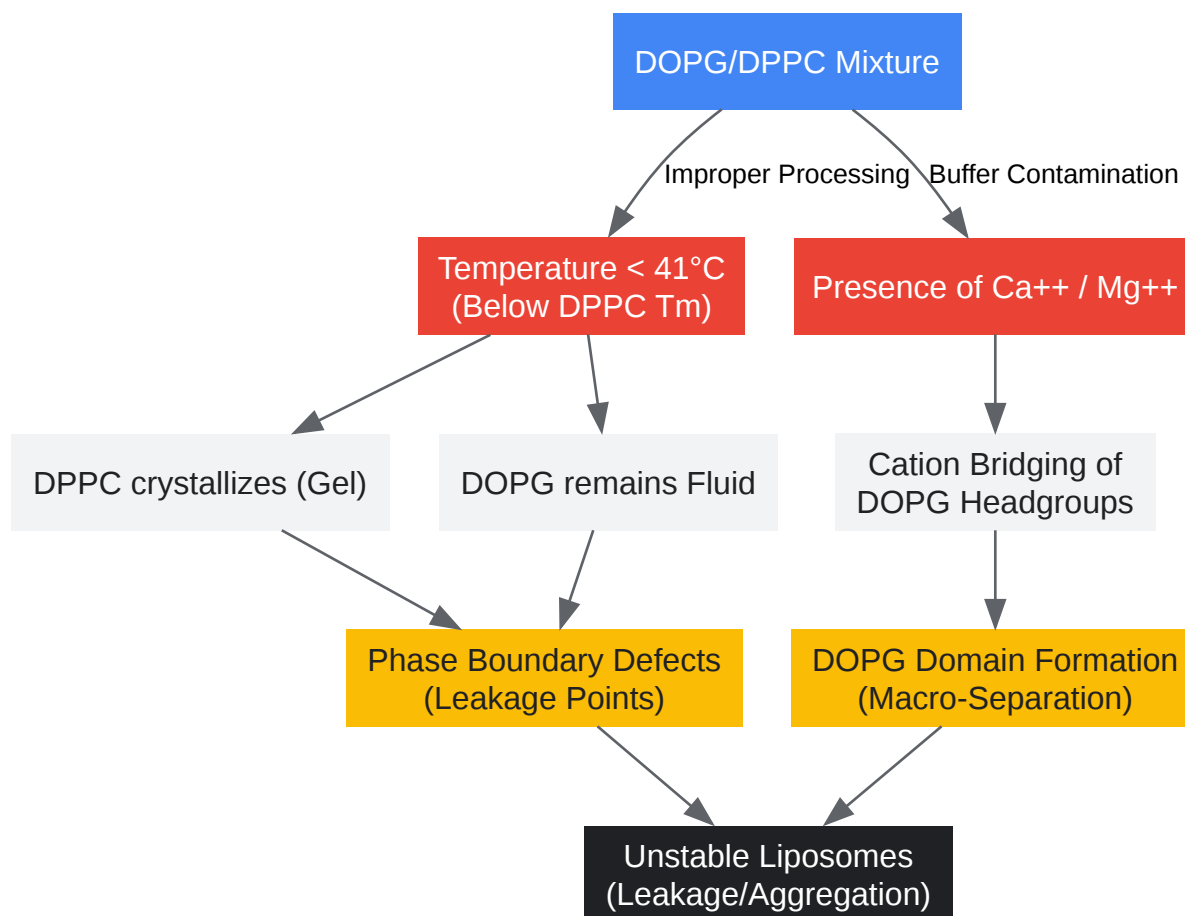 DOPG/DPPC Mixture
Improper Processing
Buffer Contamination
Temperature < 41°C
(Below DPPC Tm)
Presence of Ca++ / Mg++
DPPC crystallizes (Gel)
DOPG remains Fluid
Cation Bridging of
DOPG Headgroups
Phase Boundary Defects
(Leakage Points)
DOPG Domain Formation
(Macro-Separation)
Unstable Liposomes
(Leakage/Aggregation)